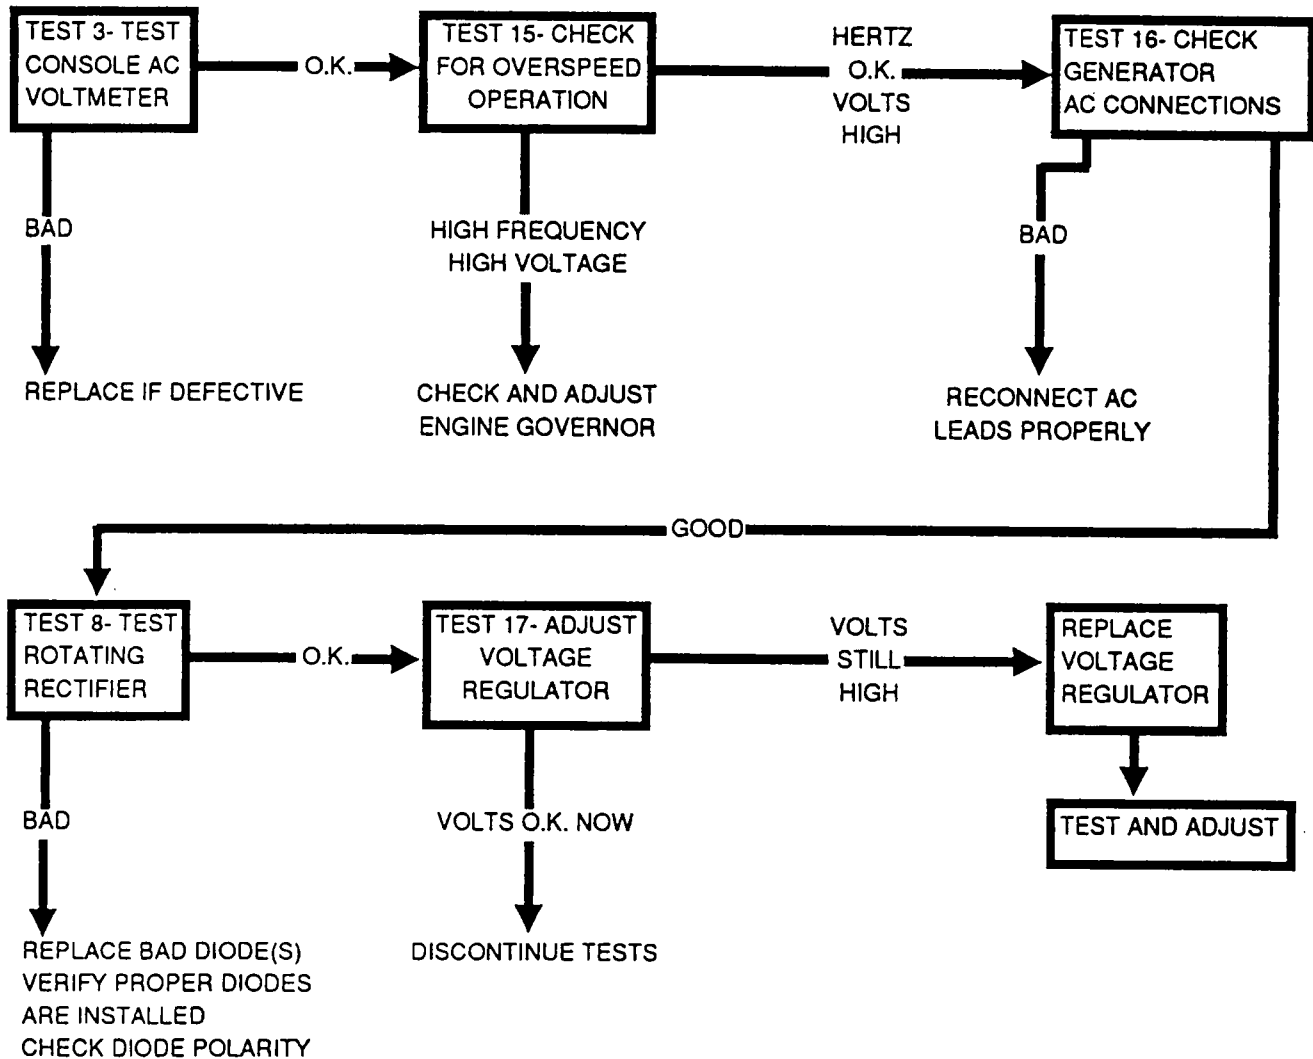 TEST 3- TEST
CONSOLE AC
VOLTMETER
O.K.
TEST 15- CHECK
FOR OVERSPEED
OPERATION
HERTZ
O.K.
VOLTS
HIGH
TEST 16- CHECK
GENERATOR
AC CONNECTIONS
BAD
HIGH FREQUENCY
HIGH VOLTAGE
BAD
REPLACE IF DEFECTIVE
CHECK AND ADJUST
ENGINE GOVERNOR
RECONNECT AC
LEADS PROPERLY
GOOD
TEST 8- TEST
ROTATING
RECTIFIER
O.K.
TEST 17- ADJUST
VOLTAGE
REGULATOR
VOLTS
STILL
HIGH
REPLACE
VOLTAGE
REGULATOR
BAD
VOLTS O.K. NOW
TEST AND ADJUST
REPLACE BAD DIODE(S)
VERIFY PROPER DIODES
ARE INSTALLED
CHECK DIODE POLARITY
DISCONTINUE TESTS